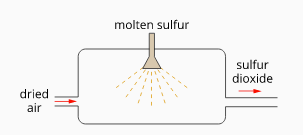 molten sulfur
sulfur
dioxide
dried
air